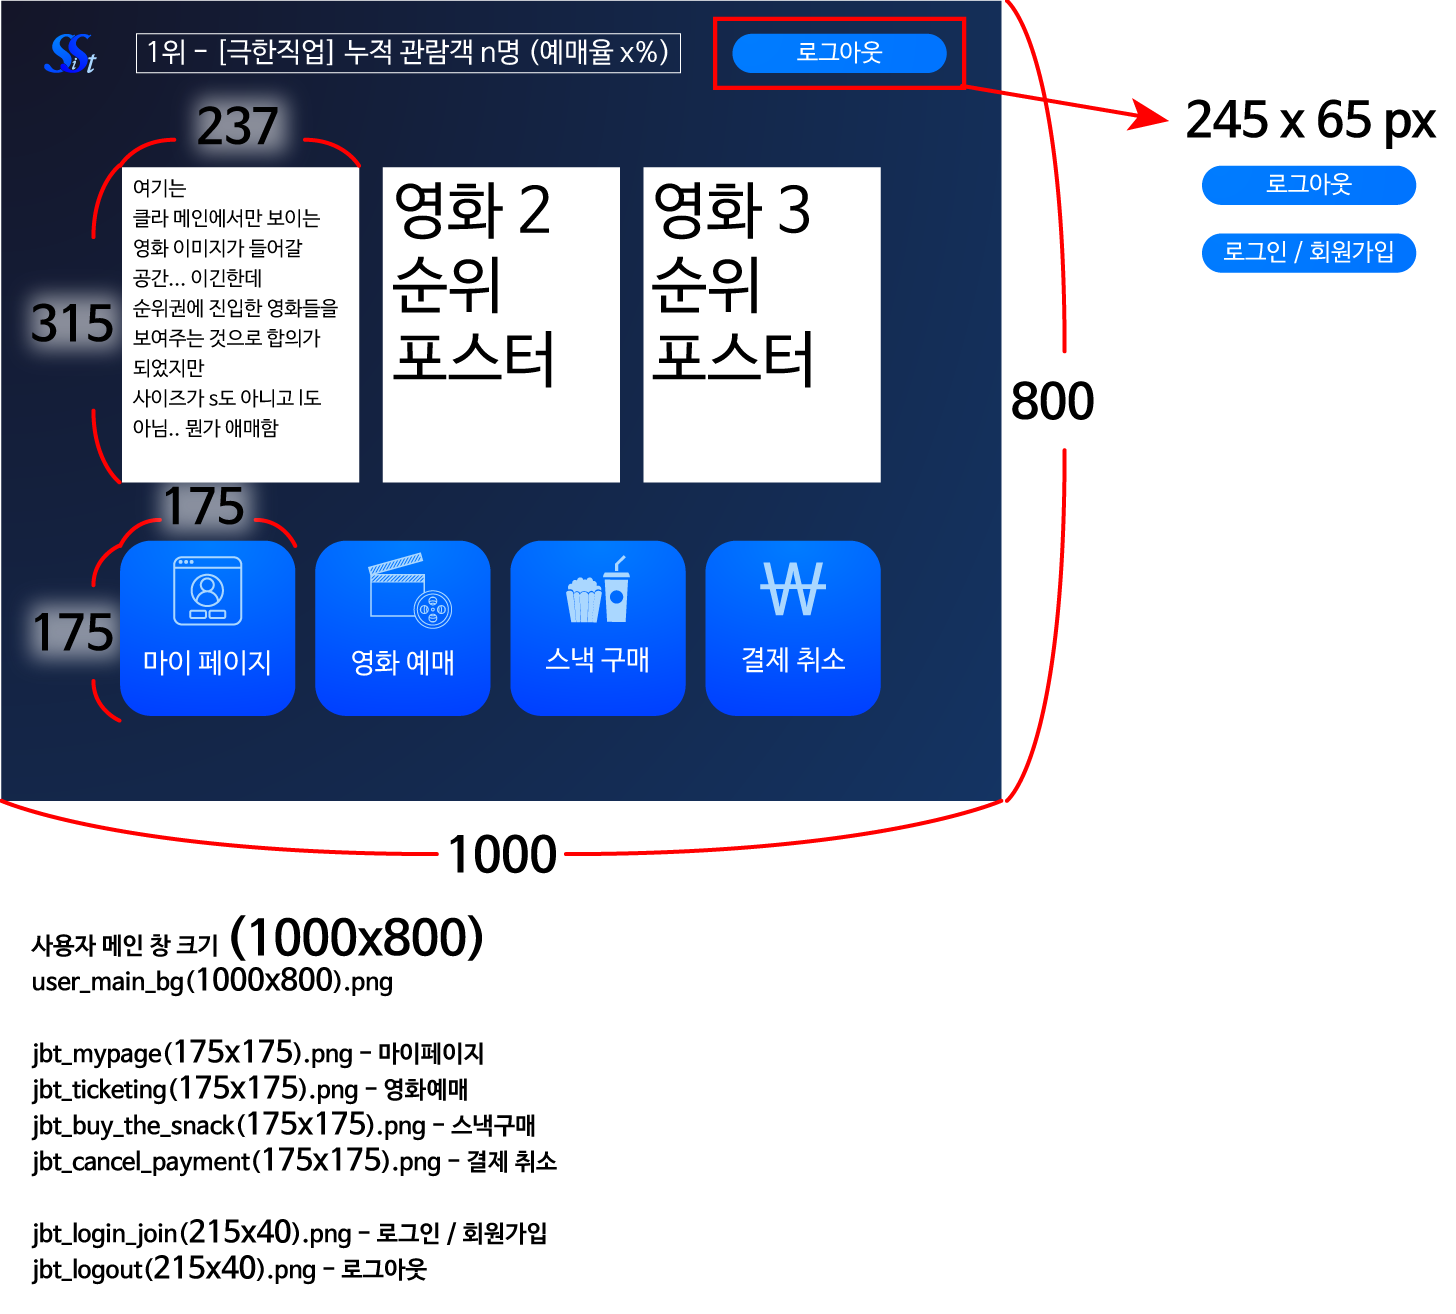 SSit
1위 - [극한직업] 누적 관람객 n명 (예매율 x%)
로그아웃
245 x 65 px
로그아웃
로그인 / 회원가입
237
315
여기는
클라 메인에서만 보이는
영화 이미지가 들어갈
공간... 이긴한데
순위권에 진입한 영화들을
보여주는 것으로 합의가
되었지만
사이즈가 s도 아니고 l도
아님.. 뭔가 애매함
영화 2
순위
포스터
영화 3
순위
포스터
800
175
175
마이 페이지
영화 예매
스낵 구매
결제 취소
1000
사용자 메인 창 크기 (1000x800)
user_main_bg(1000x800).png
jbt_mypage(175x175).png - 마이페이지
jbt_ticketing(175x175).png - 영화예매
jbt_buy_the_snack(175x175).png - 스낵구매
jbt_cancel_payment(175x175).png - 결제 취소
jbt_login_join(215x40).png - 로그인 / 회원가입
jbt_logout(215x40).png - 로그아웃